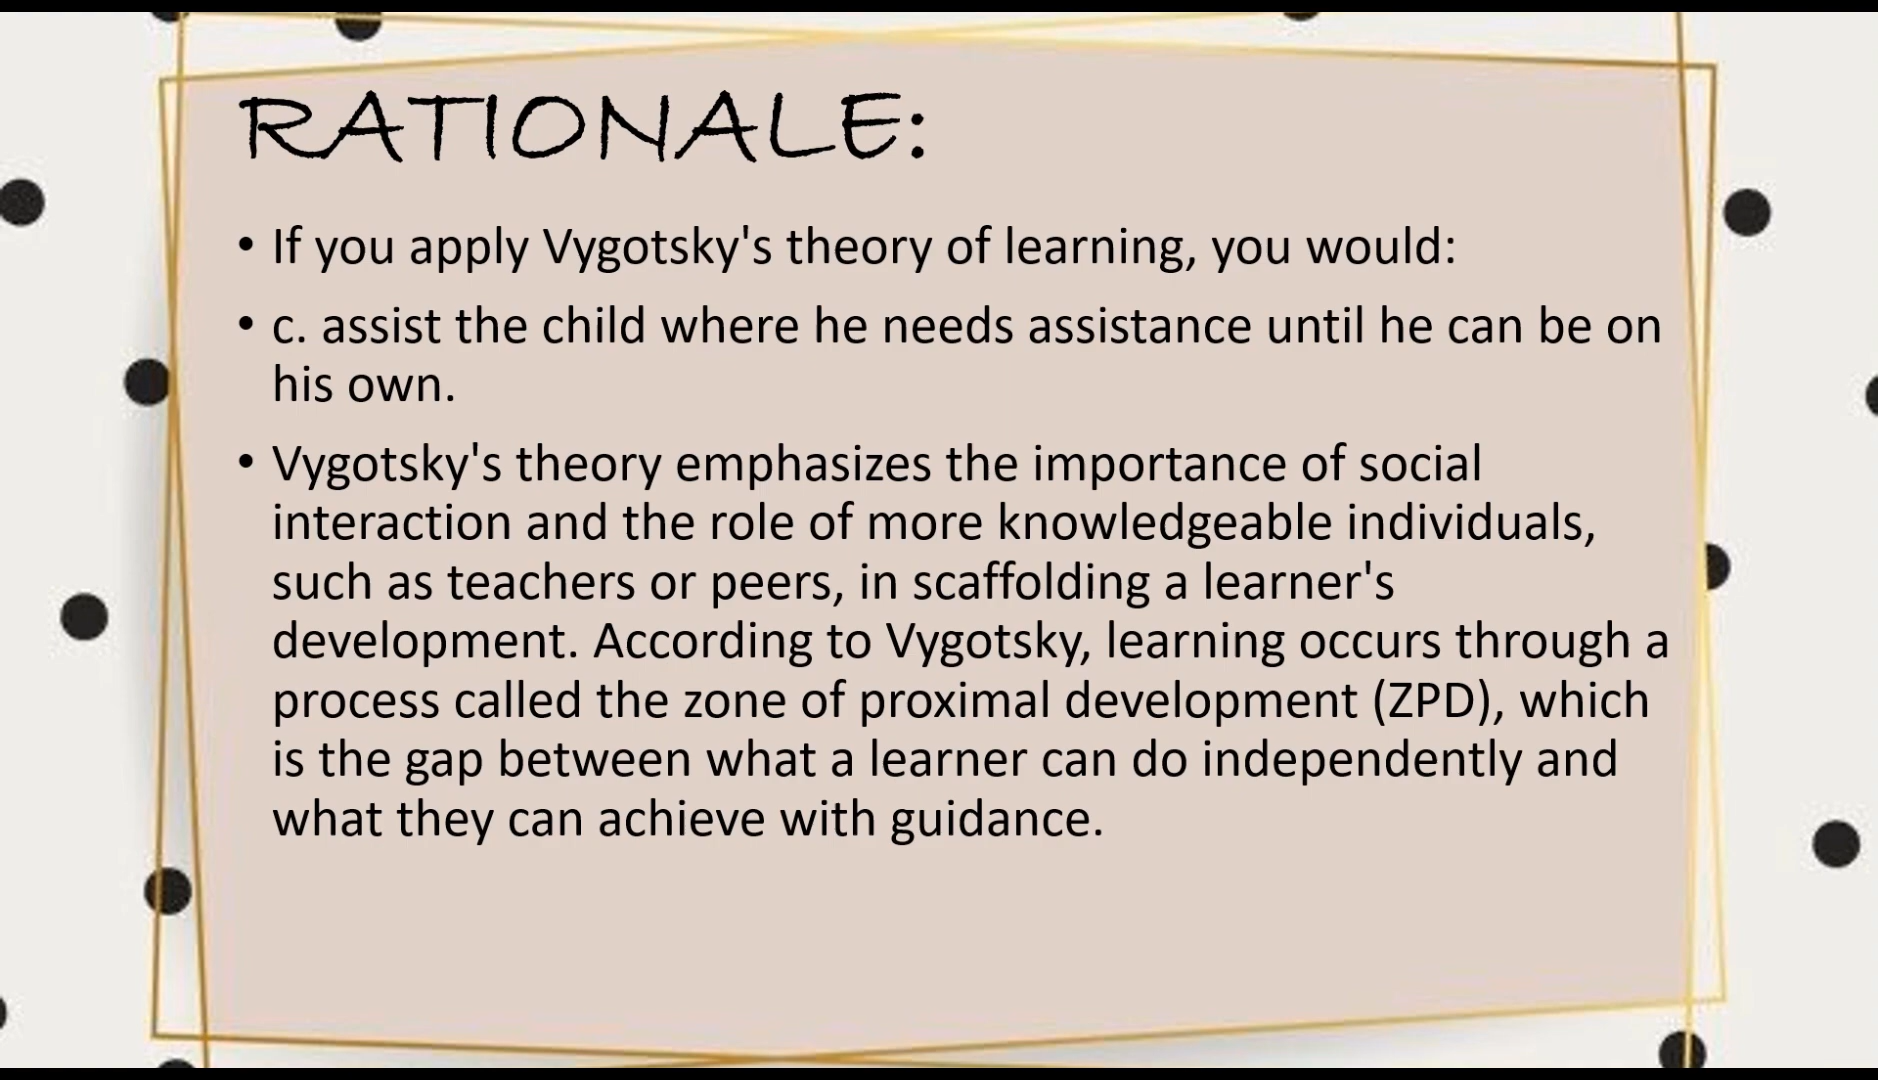 RATIONALE:
• If you apply Vygotsky's theory of learning, you would:
• c. assist the child where he needs assistance until he can be on
his own.
• Vygotsky's theory emphasizes the importance of social
interaction and the role of more knowledgeable individuals,
such as teachers or peers, in scaffolding a learner's
development. According to Vygotsky, learning occurs through a
process called the zone of proximal development (ZPD), which
is the gap between what a learner can do independently and
what they can achieve with guidance.